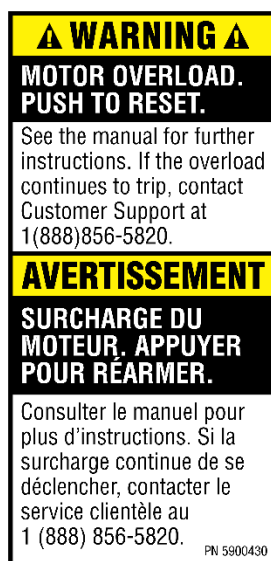 WARNING
MOTOR OVERLOAD.
PUSH TO RESET.
See the manual for further
instructions. If the overload
continues to trip, contact
Customer Support at
1(888)856-5820.
AVERTISSEMENT
SURCHARGE DU
MOTEUR. APPUYER
POUR RÉARMER.
Consulter le manuel pour
plus d'instructions. Si la
surcharge continue de se
déclencher, contacter le
service clientèle au
1 (888) 856-5820.
PN 5900430